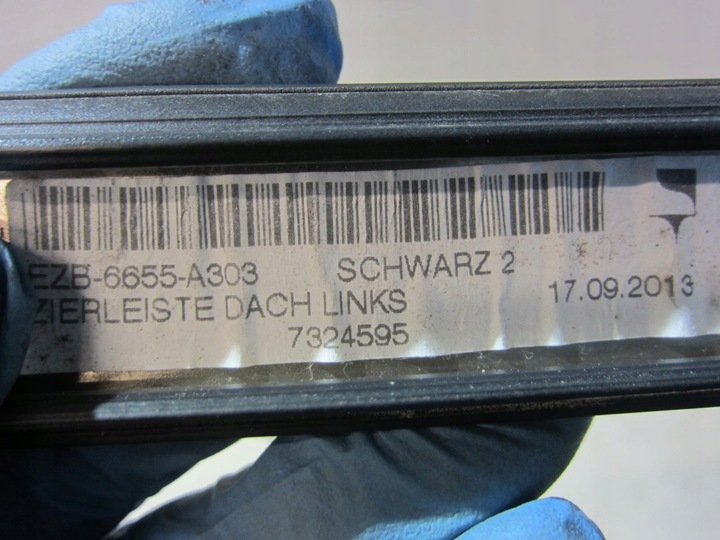 EZB-6655-A303 SCHWARZ 2
ZIERLEISTE DACH LINKS 17.09.2013
7324595